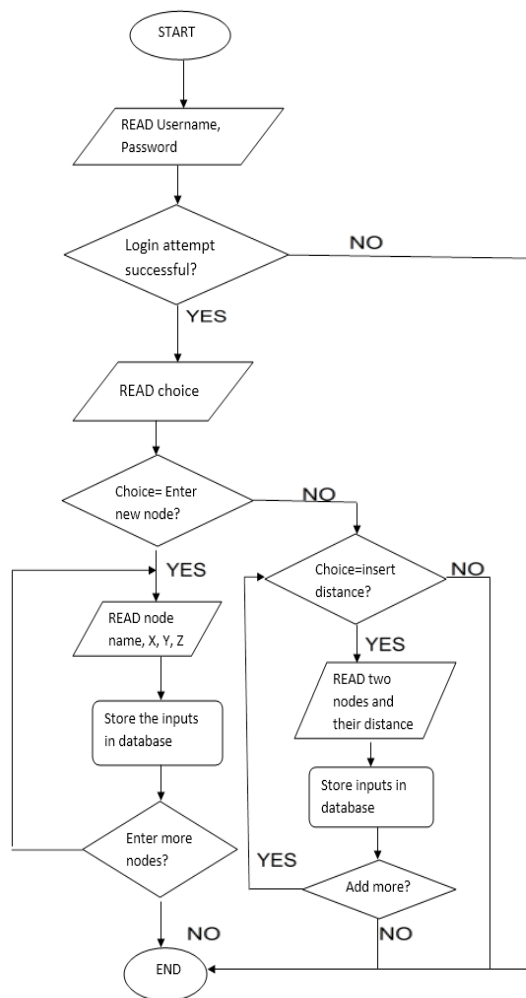 START
READ Username,
Password
Login attempt
successful?
NO
YES
READ choice
Choice= Enter
new node?
NO
YES
Choice=insert
distance?
NO
READ node
name, X, Y, Z
YES
READ two
nodes and
their distance
Store the inputs
in database
Store inputs in
database
Enter more
nodes?
YES
Add more?
NO
NO
END